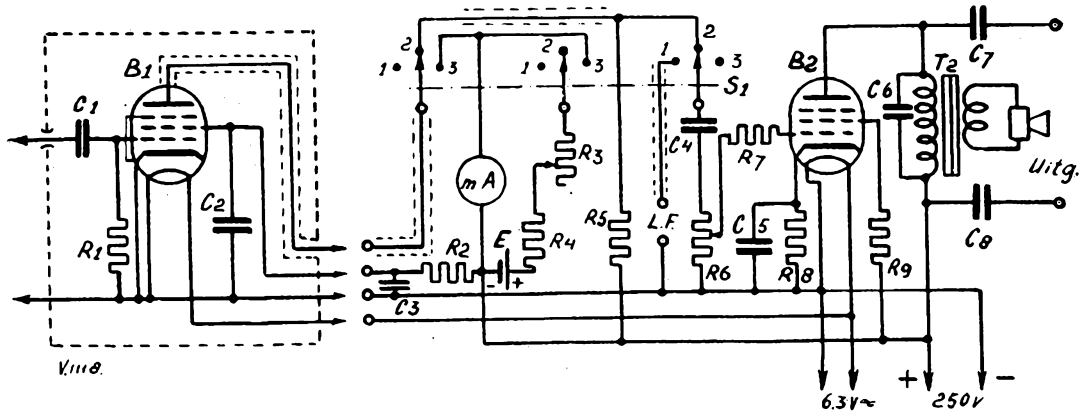 B1
C1
R1
C2
V.1118.
2
1
3
2
1
3
1
2
3
S1
mA
R3
R4
R2
E
- +
C3
R5
L.F.
C4
R6
R7
B2
C5
R8
R9
C6
T2
C7
C8
Uitg.
6.3V≈
+ 250V -